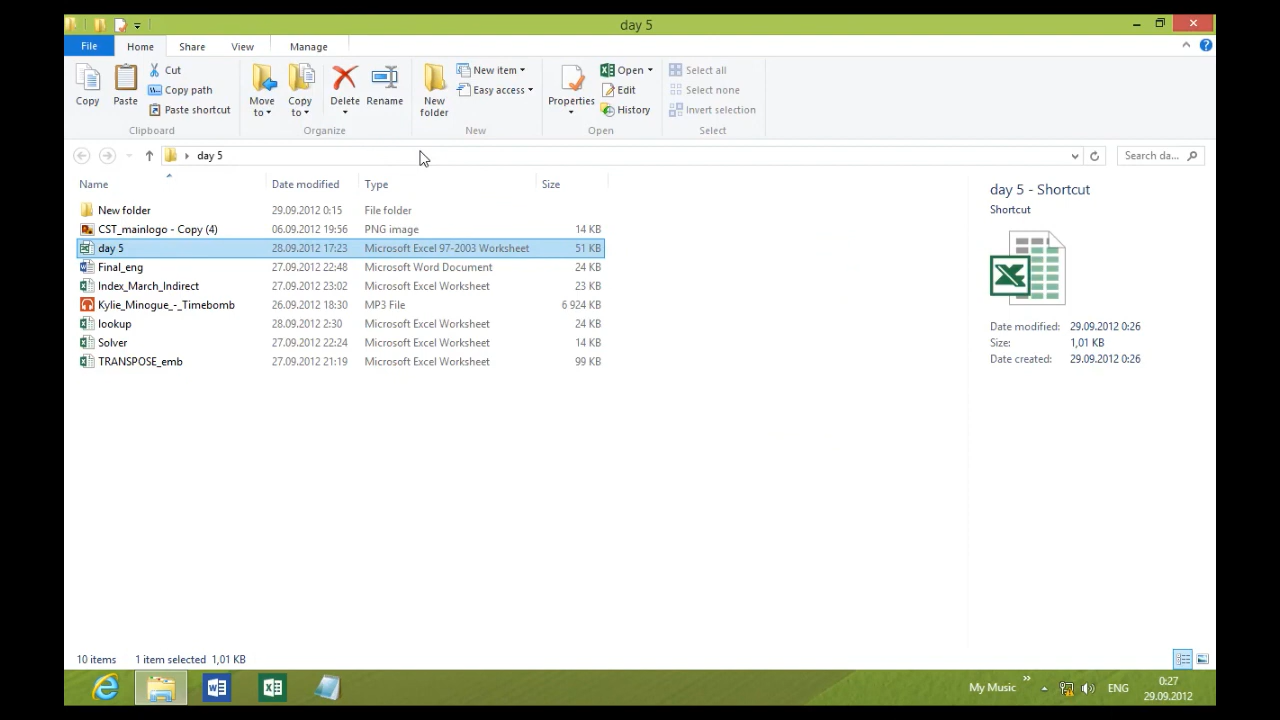 day 5
File Home Share View Manage
Copy Paste Cut Copy path Paste shortcut Move to Copy to Delete Rename New folder New item Easy access Properties Open Edit History Select all Select none Invert selection
Clipboard Organize New Open Select
day 5 Search da...
Name Date modified Type Size
New folder 29.09.2012 0:15 File folder
CST_mainlogo - Copy (4) 06.09.2012 19:56 PNG image 14 KB
day 5 28.09.2012 17:23 Microsoft Excel 97-2003 Worksheet 51 KB
Final_eng 27.09.2012 22:48 Microsoft Word Document 24 KB
Index_March_Indirect 27.09.2012 23:02 Microsoft Excel Worksheet 23 KB
Kylie_Minogue_-_Timebomb 26.09.2012 18:30 MP3 File 6 924 KB
lookup 28.09.2012 2:30 Microsoft Excel Worksheet 24 KB
Solver 27.09.2012 22:24 Microsoft Excel Worksheet 14 KB
TRANSPOSE_emb 27.09.2012 21:19 Microsoft Excel Worksheet 99 KB
day 5 - Shortcut
Shortcut
Date modified: 29.09.2012 0:26
Size: 1,01 KB
Date created: 29.09.2012 0:26
10 items 1 item selected 1,01 KB
My Music ENG 0:27
29.09.2012